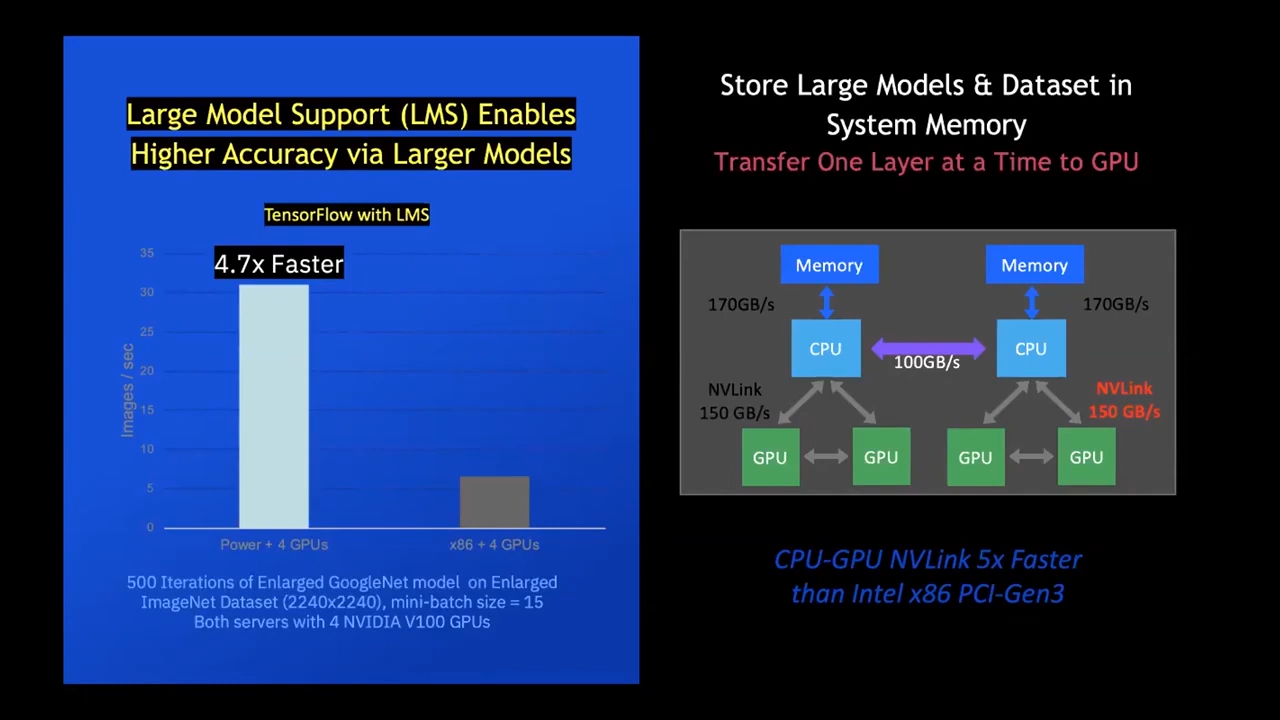 Large Model Support (LMS) Enables
Higher Accuracy via Larger Models
TensorFlow with LMS
4.7x Faster
35
30
25
20
15
10
5
0
Images / sec
Power + 4 GPUs
x86 + 4 GPUs
500 Iterations of Enlarged GoogleNet model on Enlarged
ImageNet Dataset (2240x2240), mini-batch size = 15
Both servers with 4 NVIDIA V100 GPUs
Store Large Models & Dataset in
System Memory
Transfer One Layer at a Time to GPU
Memory
Memory
170GB/s
170GB/s
CPU
CPU
100GB/s
NVLink
150 GB/s
NVLink
150 GB/s
GPU
GPU
GPU
GPU
CPU-GPU NVLink 5x Faster
than Intel x86 PCI-Gen3